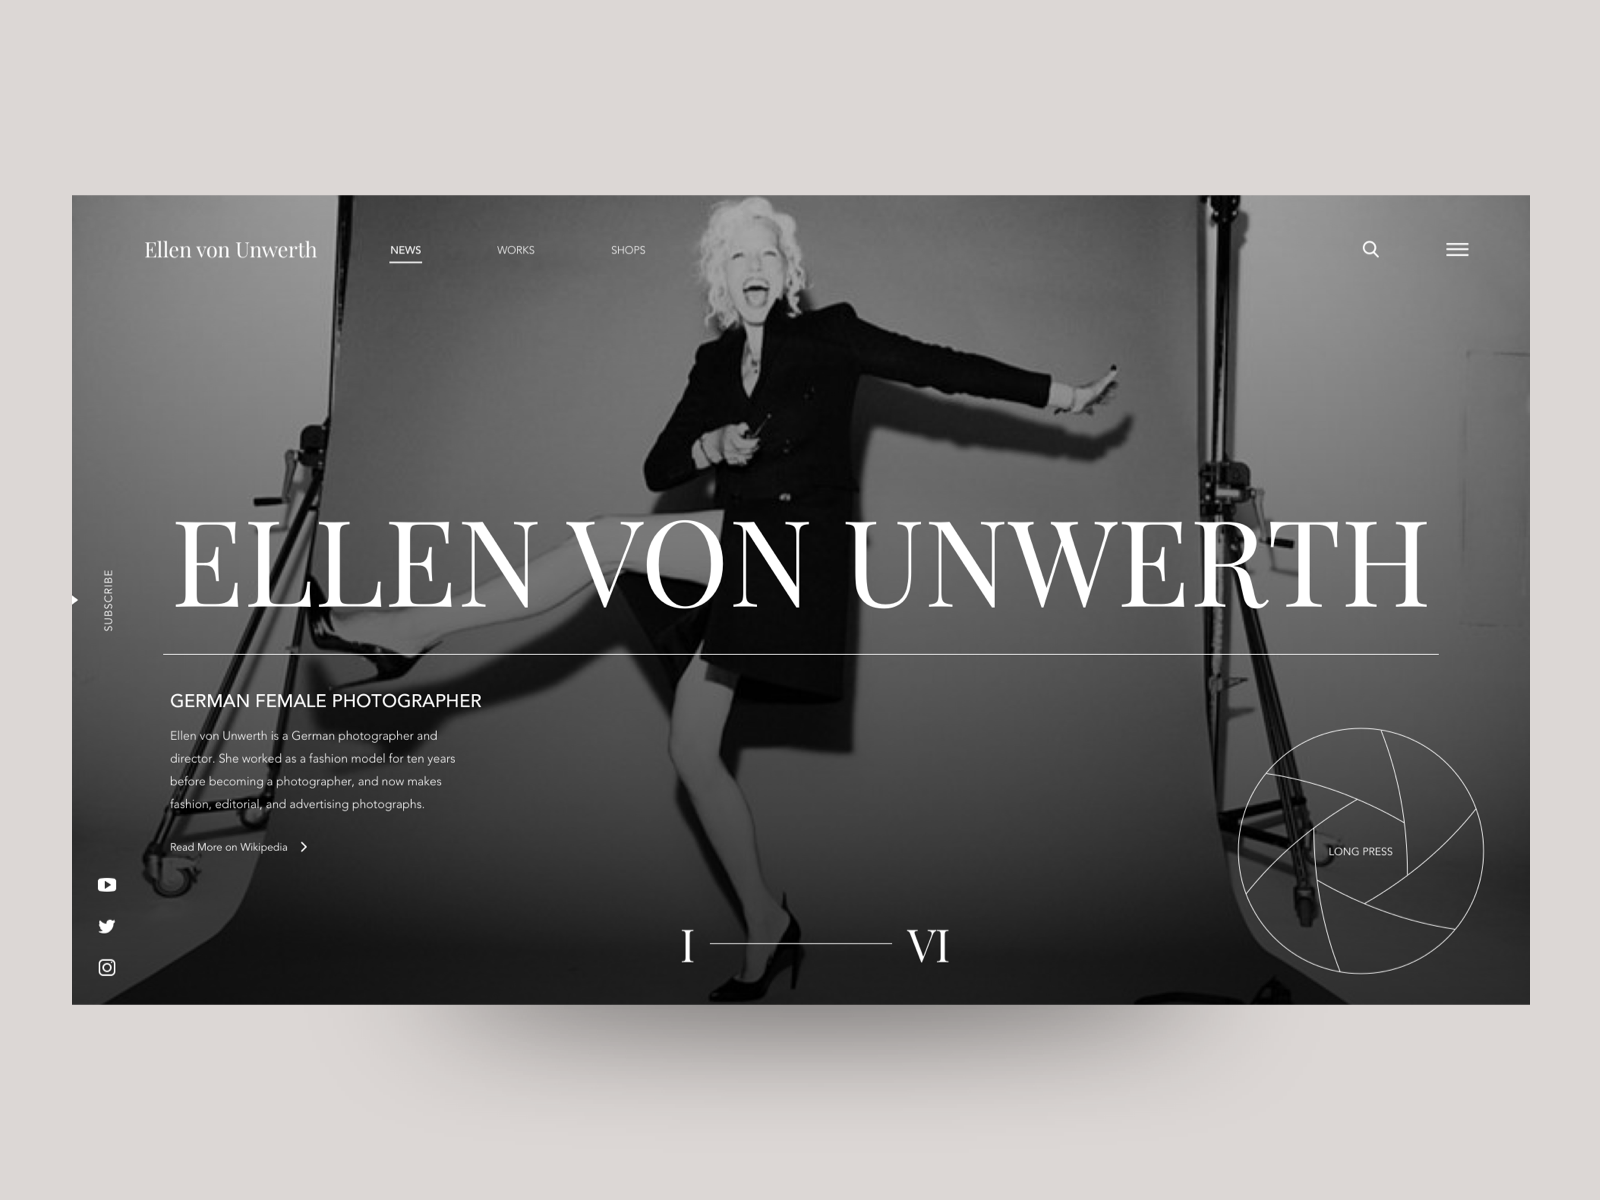 Ellen von Unwerth
NEWS
WORKS
SHOPS
ELLEN VON UNWERTH
SUBSCRIBE
GERMAN FEMALE PHOTOGRAPHER
Ellen von Unwerth is a German photographer and
director. She worked as a fashion model for ten years
before becoming a photographer, and now makes
fashion, editorial, and advertising photographs.
Read More on Wikipedia
LONG PRESS
I
VI